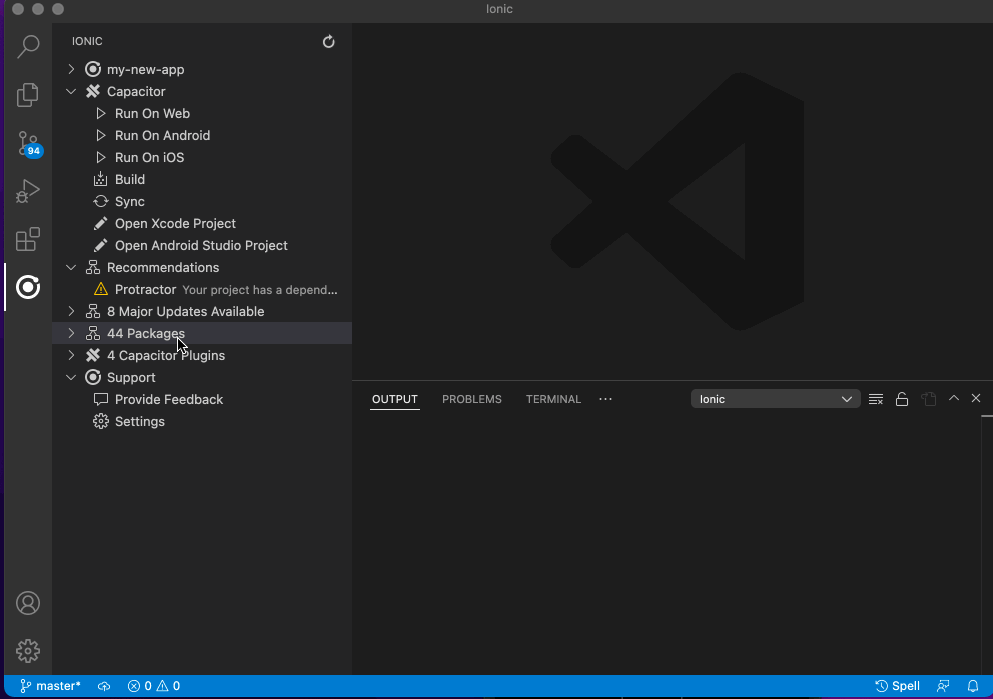 Ionic
IONIC
my-new-app
Capacitor
Run On Web
Run On Android
Run On iOS
Build
Sync
Open Xcode Project
Open Android Studio Project
Recommendations
Protractor Your project has a depend...
8 Major Updates Available
44 Packages
4 Capacitor Plugins
Support
Provide Feedback
Settings
94
OUTPUT PROBLEMS TERMINAL ···
Ionic
master* 0 0 Spell